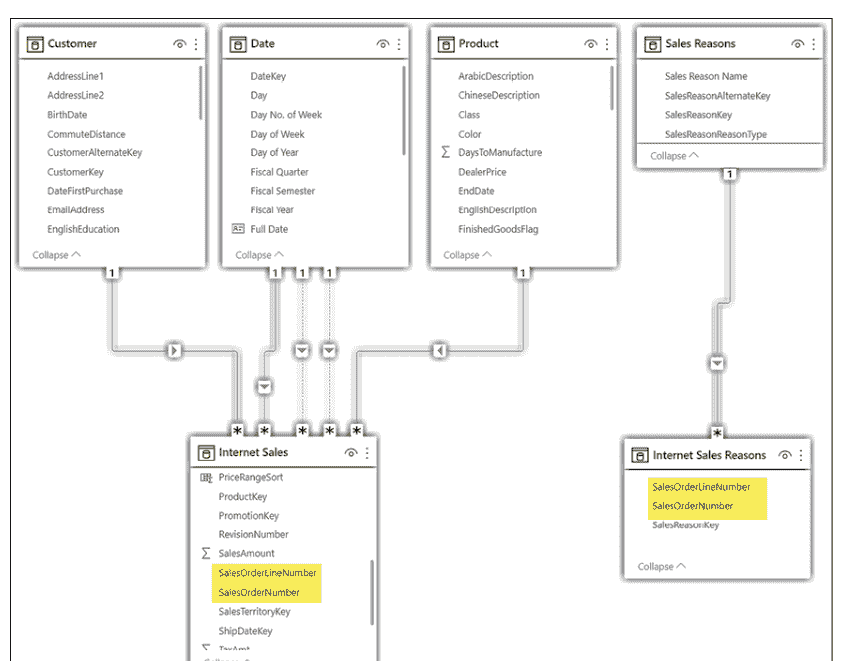 Customer
AddressLine1
AddressLine2
BirthDate
CommuteDistance
CustomerAlternateKey
CustomerKey
DateFirstPurchase
EmailAddress
EnglishEducation
Collapse
Date
DateKey
Day
Day No. of Week
Day of Week
Day of Year
Fiscal Quarter
Fiscal Semester
Fiscal Year
Full Date
Collapse
Product
ArabicDescription
ChineseDescription
Class
Color
DaysToManufacture
DealerPrice
EndDate
EnglishDescription
FinishedGoodsFlag
Collapse
Sales Reasons
Sales Reason Name
SalesReasonAlternateKey
SalesReasonKey
SalesReasonReasonType
Collapse
1
1
1
1
1
1
*
*
*
*
*
*
Internet Sales
PriceRangeSort
ProductKey
PromotionKey
RevisionNumber
SalesAmount
SalesOrderLineNumber
SalesOrderNumber
SalesTerritoryKey
ShipDateKey
TaxAmt
Internet Sales Reasons
SalesOrderLineNumber
SalesOrderNumber
SalesReasonKey
Collapse